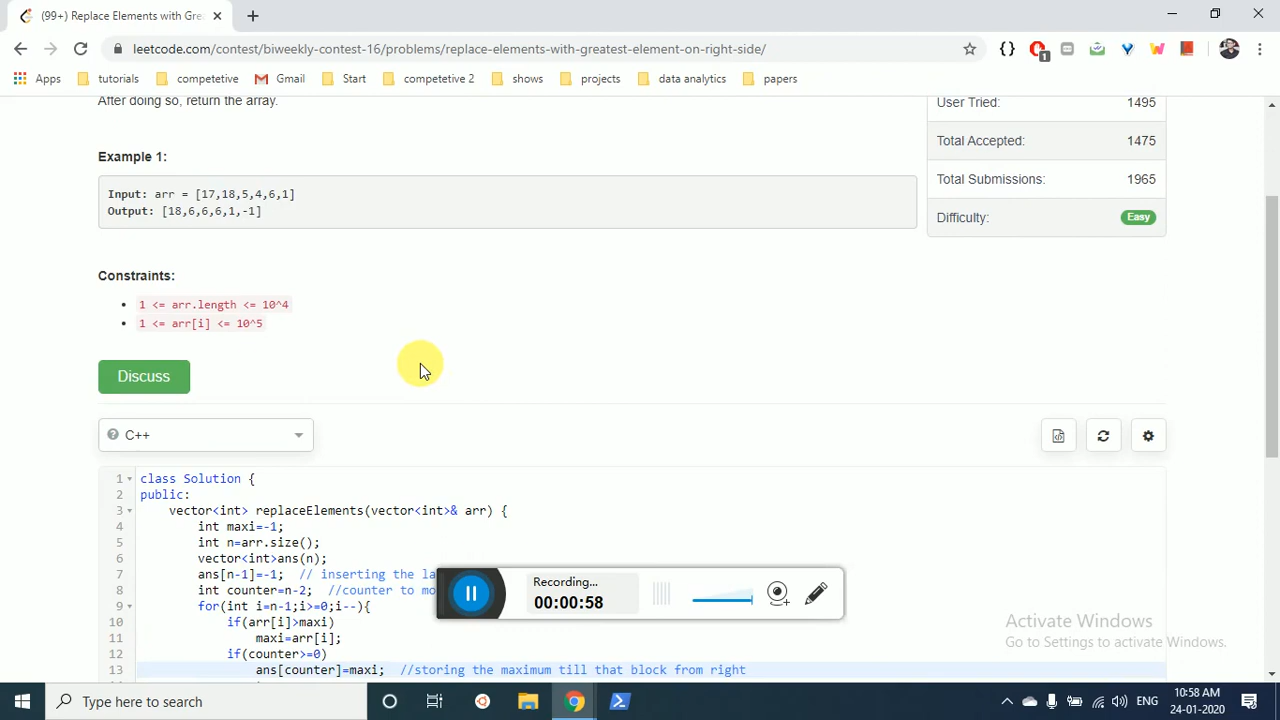 (99+) Replace Elements with Gre
leetcode.com/contest/biweekly-contest-16/problems/replace-elements-with-greatest-element-on-right-side/
1
Apps tutorials competetive Gmail Start competetive 2 shows projects data analytics papers
After doing so, return the array.
User Tried: 1495
Total Accepted: 1475
Total Submissions: 1965
Difficulty: Easy
Example 1:
Input: arr = [17,18,5,4,6,1]
Output: [18,6,6,6,1,-1]
Constraints:
1 <= arr.length <= 10^4
1 <= arr[i] <= 10^5
Discuss
? C++
1 class Solution {
2 public:
3 vector<int> replaceElements(vector<int>& arr) {
4 int maxi=-1;
5 int n=arr.size();
6 vector<int>ans(n);
7 ans[n-1]=-1; // inserting the la
8 int counter=n-2; //counter to mo
9 for(int i=n-1;i>=0;i--){
10 if(arr[i]>maxi)
11 maxi=arr[i];
12 if(counter>=0)
13 ans[counter]=maxi; //storing the maximum till that block from right
Recording...
00:00:58
Activate Windows
Go to Settings to activate Windows.
Type here to search
ENG
10:58 AM
24-01-2020